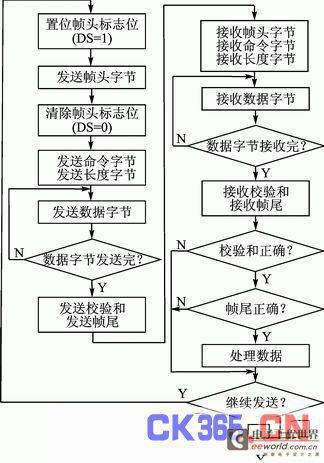 置位帧头标志位
(DS=1)
发送帧头字节
清除帧头标志位
(DS=0)
发送命令字节
发送长度字节
发送数据字节
N
数据字节发送完?
Y
发送校验和
发送帧尾
接收帧头字节
接收命令字节
接收长度字节
接收数据字节
N
数据字节接收完?
Y
接收校验和
接收帧尾
N
校验和正确?
Y
N
帧尾正确?
Y
处理数据
Y
继续发送?
CK365.CN
电子工程世界
eeworld.com.cn